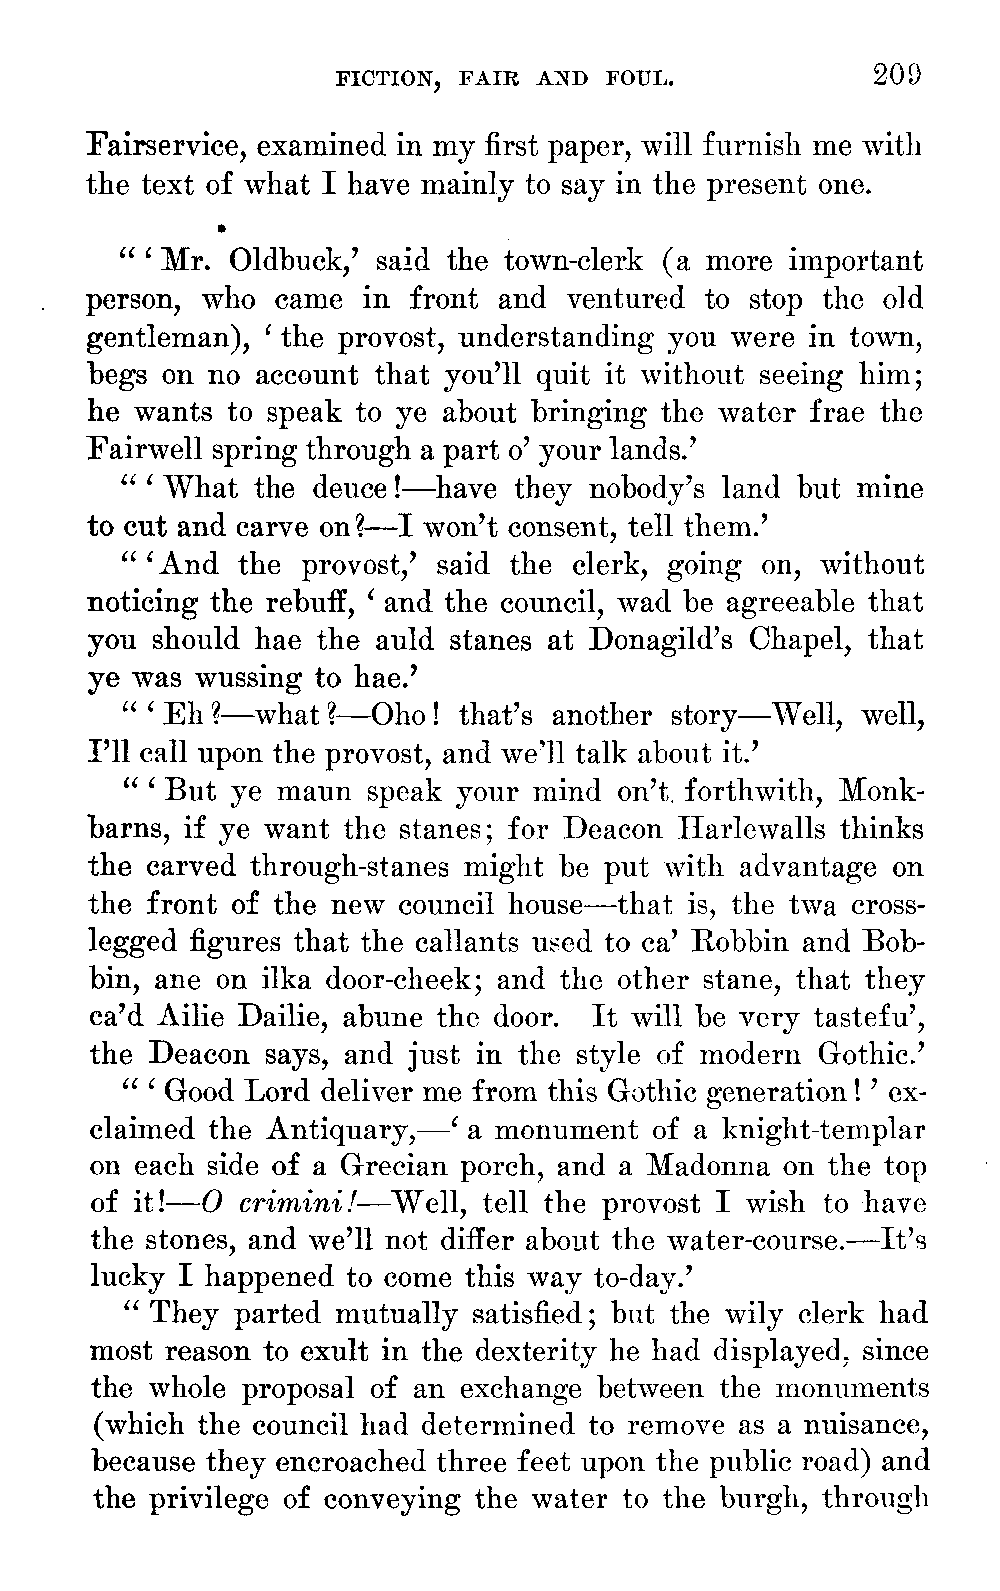 FICTION, FAIR AND FOUL. 209
Fairservice, examined in my first paper, will furnish me with
the text of what I have mainly to say in the present one.
“ ‘ Mr. Oldbuck,’ said the town-clerk (a more important
person, who came in front and ventured to stop the old
gentleman), ‘ the provost, understanding you were in town,
begs on no account that you’ll quit it without seeing him;
he wants to speak to ye about bringing the water frae the
Fairwell spring through a part o’ your lands.’
“ ‘ What the deuce!—have they nobody’s land but mine
to cut and carve on?—I won’t consent, tell them.’
“ ‘And the provost,’ said the clerk, going on, without
noticing the rebuff, ‘ and the council, wad be agreeable that
you should hae the auld stanes at Donagild’s Chapel, that
ye was wussing to hae.’
“ ‘ Eh?—what?—Oho! that’s another story—Well, well,
I’ll call upon the provost, and we’ll talk about it.’
“ ‘ But ye maun speak your mind on’t forthwith, Monk-
barns, if ye want the stanes; for Deacon Harlewalls thinks
the carved through-stanes might be put with advantage on
the front of the new council house—that is, the twa cross-
legged figures that the callants used to ca’ Robbin and Bob-
bin, ane on ilka door-cheek; and the other stane, that they
ca’d Ailie Dailie, abune the door. It will be very tastefu’,
the Deacon says, and just in the style of modern Gothic.’
“ ‘ Good Lord deliver me from this Gothic generation! ’ ex-
claimed the Antiquary,—‘ a monument of a knight-templar
on each side of a Grecian porch, and a Madonna on the top
of it!—O crimini!—Well, tell the provost I wish to have
the stones, and we’ll not differ about the water-course.—It’s
lucky I happened to come this way to-day.’
“ They parted mutually satisfied; but the wily clerk had
most reason to exult in the dexterity he had displayed, since
the whole proposal of an exchange between the monuments
(which the council had determined to remove as a nuisance,
because they encroached three feet upon the public road) and
the privilege of conveying the water to the burgh, through